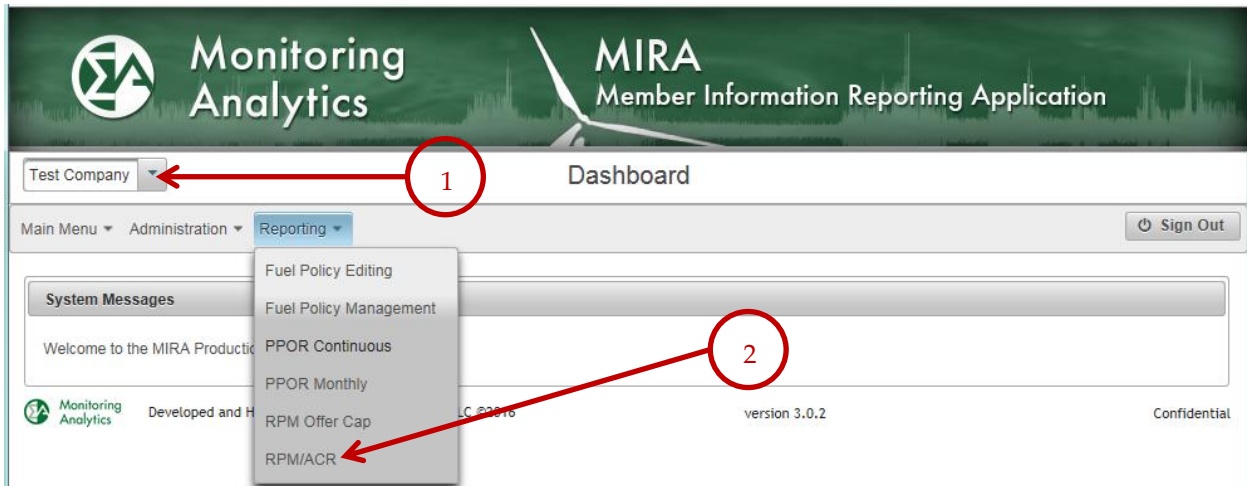 Monitoring
Analytics
MIRA
Member Information Reporting Application
Test Company
1
Dashboard
Main Menu Administration Reporting
Sign Out
Fuel Policy Editing
System Messages
Fuel Policy Management
Welcome to the MIRA Productio
PPOR Continuous
2
PPOR Monthly
Monitoring
Analytics
Developed and H
LC ©2016
version 3.0.2
Confidential
RPM Offer Cap
RPM/ACR